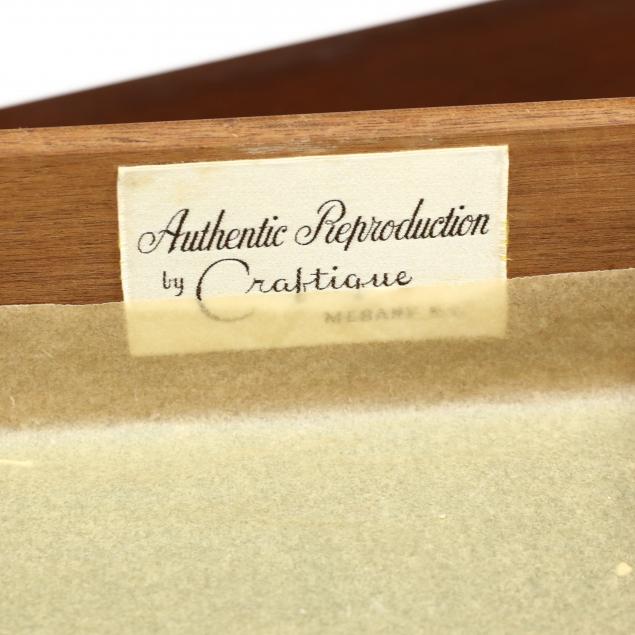 Authentic Reproduction
by Craftique
MEBANE N.C.